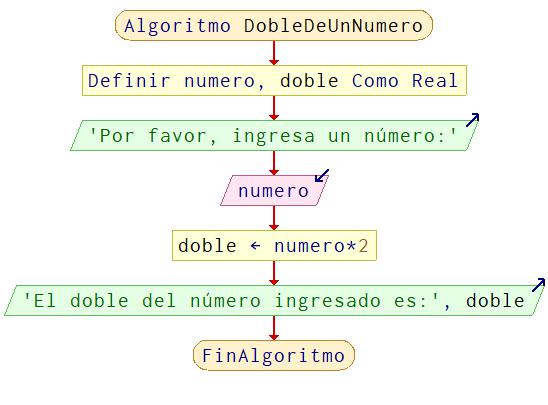 Algoritmo DobleDeUnNumero
Definir numero, doble Como Real
'Por favor, ingresa un número:'
numero
doble ← numero*2
'El doble del número ingresado es:', doble
FinAlgoritmo